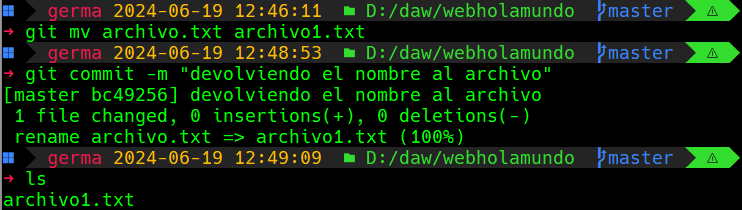 germa 2024-06-19 12:46:11 D:/daw/webholamundo master
→ git mv archivo.txt archivo1.txt
germa 2024-06-19 12:48:53 D:/daw/webholamundo master
→ git commit -m "devolviendo el nombre al archivo"
[master bc49256] devolviendo el nombre al archivo
1 file changed, 0 insertions(+), 0 deletions(-)
rename archivo.txt => archivo1.txt (100%)
germa 2024-06-19 12:49:09 D:/daw/webholamundo master
→ ls
archivo1.txt